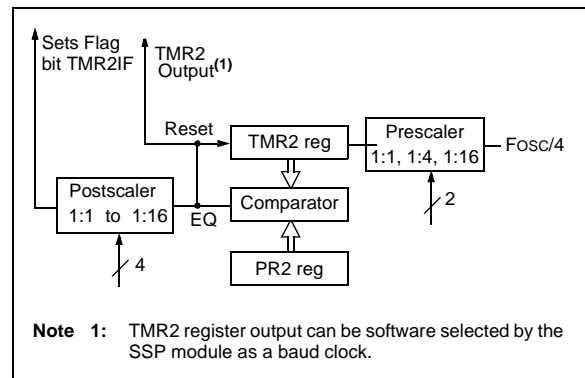 Sets Flag
bit TMR2IF
TMR2
Output(1)
Reset
TMR2 reg
Prescaler
1:1, 1:4, 1:16
FOSC/4
2
Postscaler
1:1 to 1:16
EQ
Comparator
4
PR2 reg
Note 1: TMR2 register output can be software selected by the
SSP module as a baud clock.